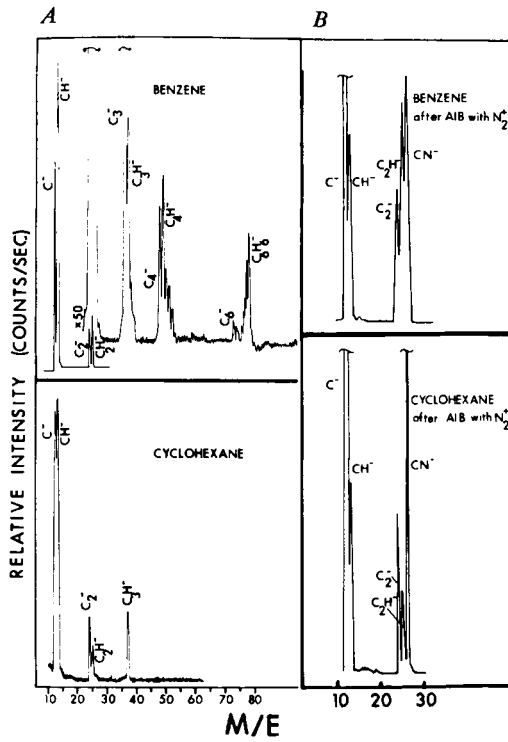 A
B
BENZENE
CH⁻
C⁻
×50
C₂⁻
C₂H⁻
C₃⁻
C₃H⁻
C₄⁻
C₄H⁻
C₆⁻
C₆H₆⁻
BENZENE
after AIB with N₂⁺
C⁻
CH⁻
C₂⁻
C₂H⁻
CN⁻
CYCLOHEXANE
C⁻
CH⁻
C₂⁻
C₂H⁻
C₃H⁻
CYCLOHEXANE
after AIB with N₂⁺
C⁻
CH⁻
CN⁻
C₂⁻
C₂H⁻
RELATIVE INTENSITY (COUNTS/SEC)
10 20 30 40 50 60 70 80
10 20 30
M/E